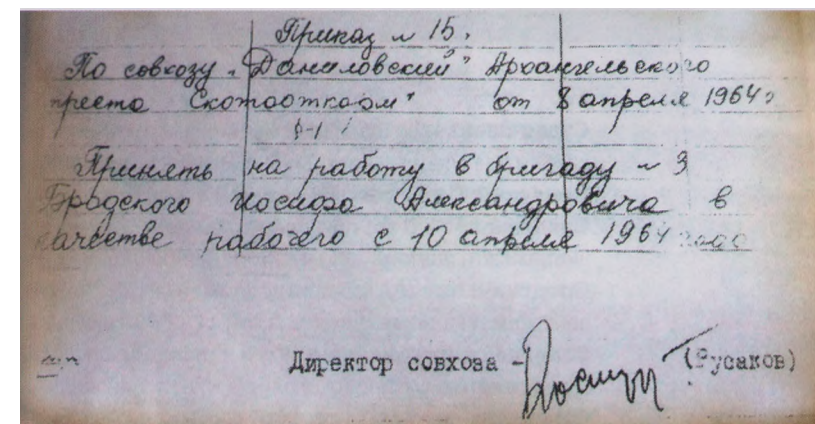 Приказ № 15.
По совхозу „Даниловский" Архангельского
треста „Скотооткорм" от 8 апреля 1964г
§-1
Принять на работу в бригаду № 3
Бродского Иосифа Александровича в
качестве рабочего с 10 апреля 1964 года
Директор совхоза - (Русаков)